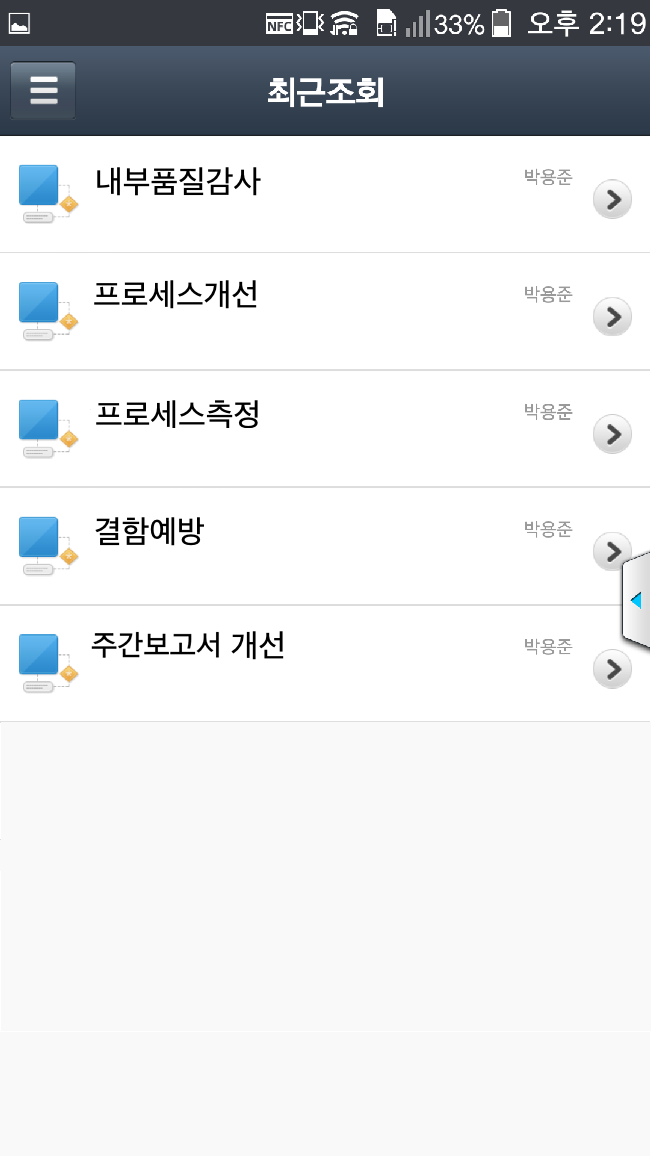 NFC 33% 오후 2:19
최근조회
내부품질감사 박용준
프로세스개선 박용준
프로세스측정 박용준
결함예방 박용준
주간보고서 개선 박용준